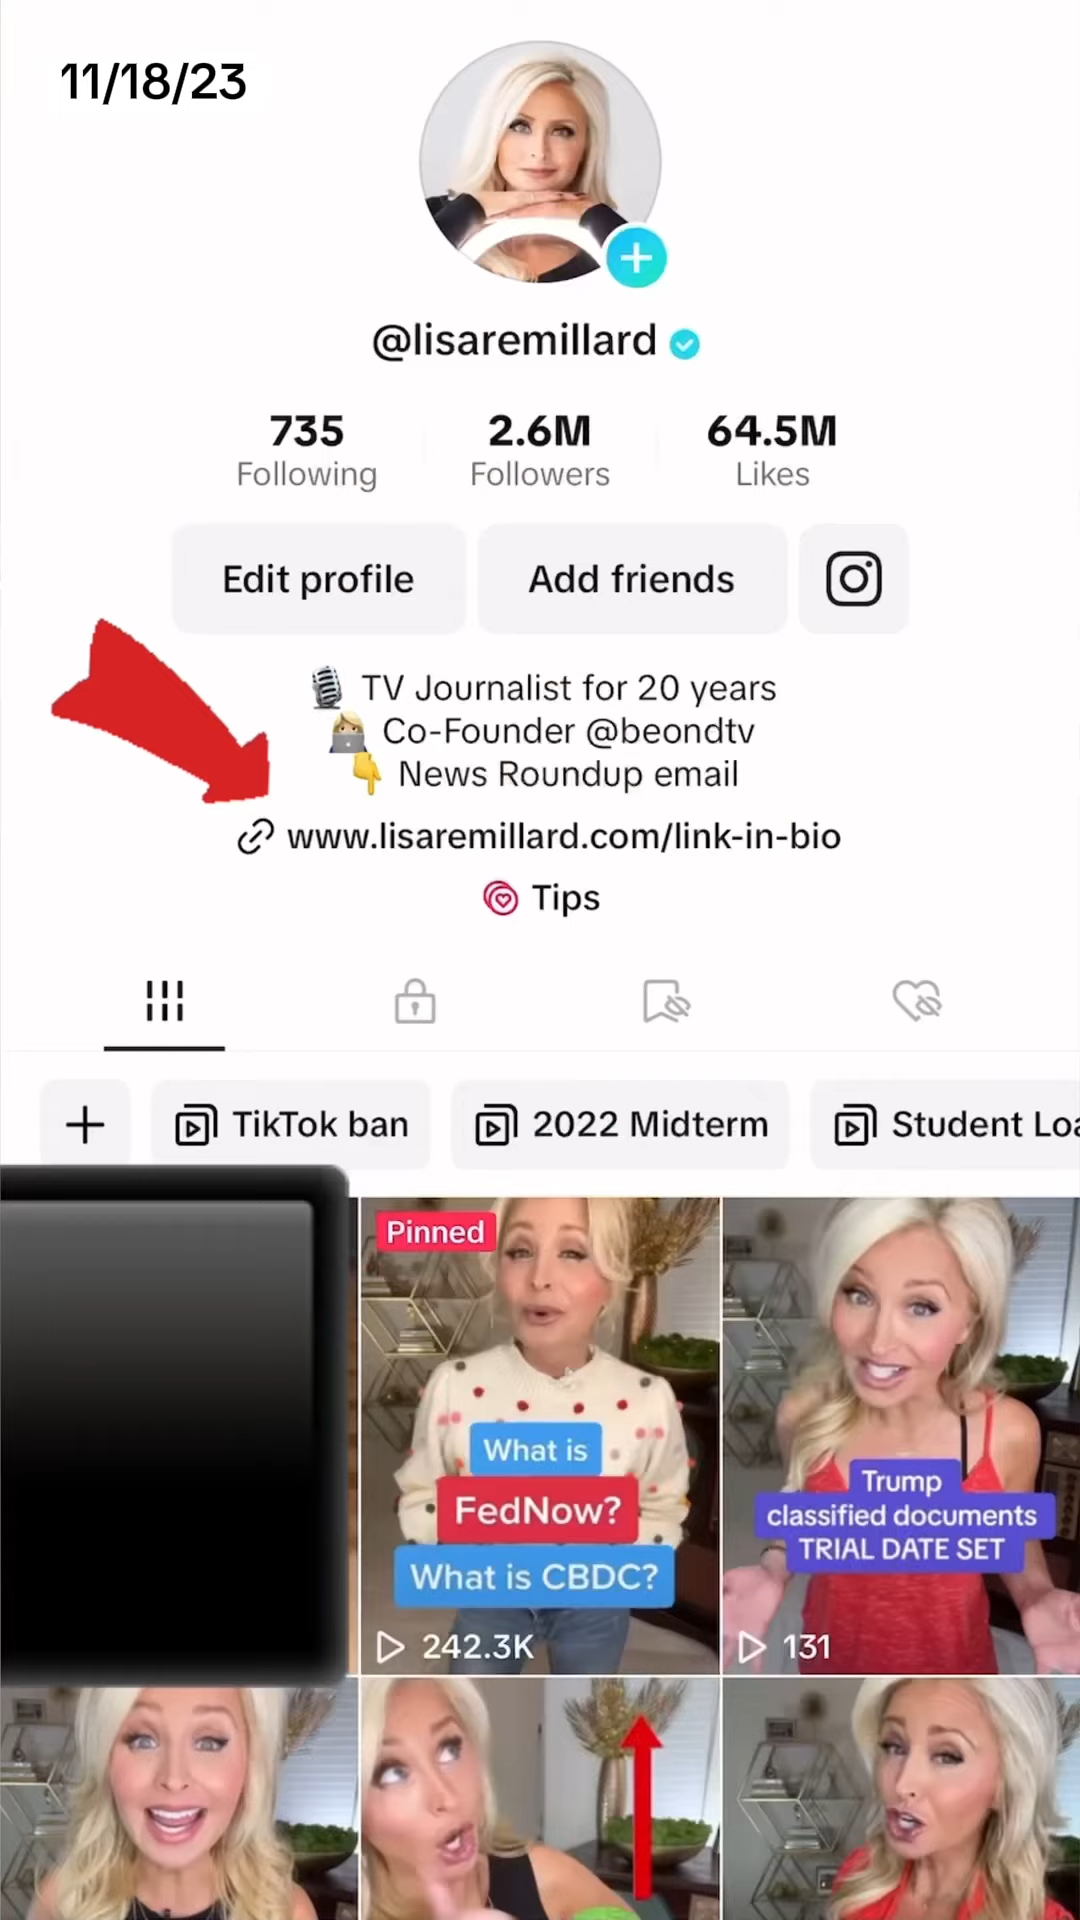 11/18/23
@lisaremillard
735
Following
2.6M
Followers
64.5M
Likes
Edit profile
Add friends
TV Journalist for 20 years
Co-Founder @beondtv
News Roundup email
www.lisaremillard.com/link-in-bio
Tips
TikTok ban
2022 Midterm
Student Loa
Pinned
What is
FedNow?
What is CBDC?
242.3K
Trump
classified documents
TRIAL DATE SET
131